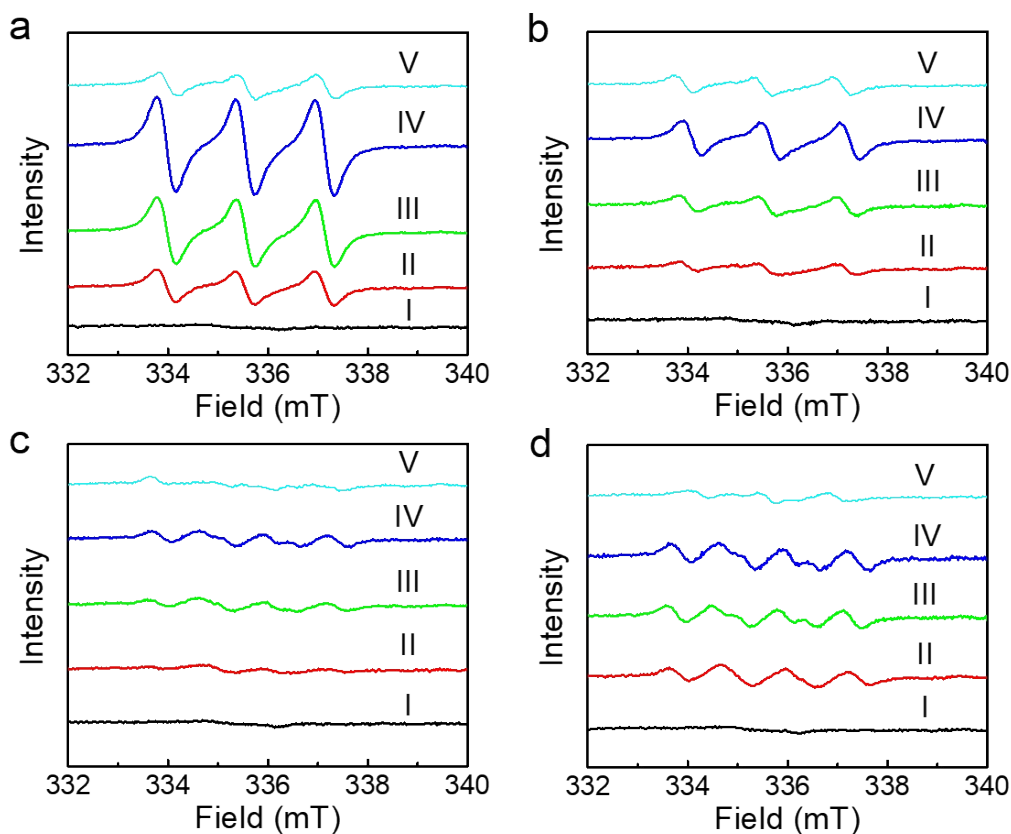 a
Intensity
V
IV
III
II
I
332 334 336 338 340
Field (mT)
b
Intensity
V
IV
III
II
I
332 334 336 338 340
Field (mT)
c
Intensity
V
IV
III
II
I
332 334 336 338 340
Field (mT)
d
Intensity
V
IV
III
II
I
332 334 336 338 340
Field (mT)